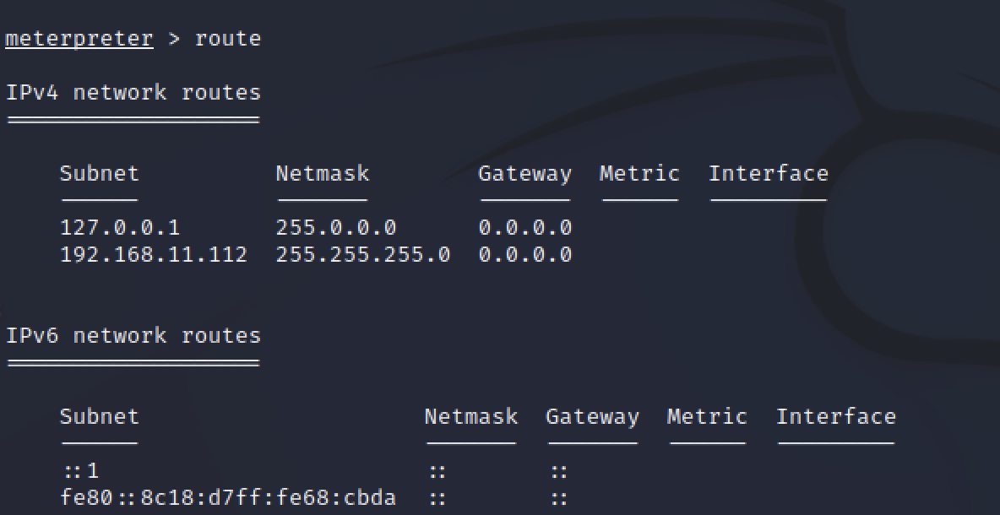 meterpreter > route
IPv4 network routes
Subnet Netmask Gateway Metric Interface
127.0.0.1 255.0.0.0 0.0.0.0
192.168.11.112 255.255.255.0 0.0.0.0
IPv6 network routes
Subnet Netmask Gateway Metric Interface
::1 :: ::
fe80::8c18:d7ff:fe68:cbda :: ::